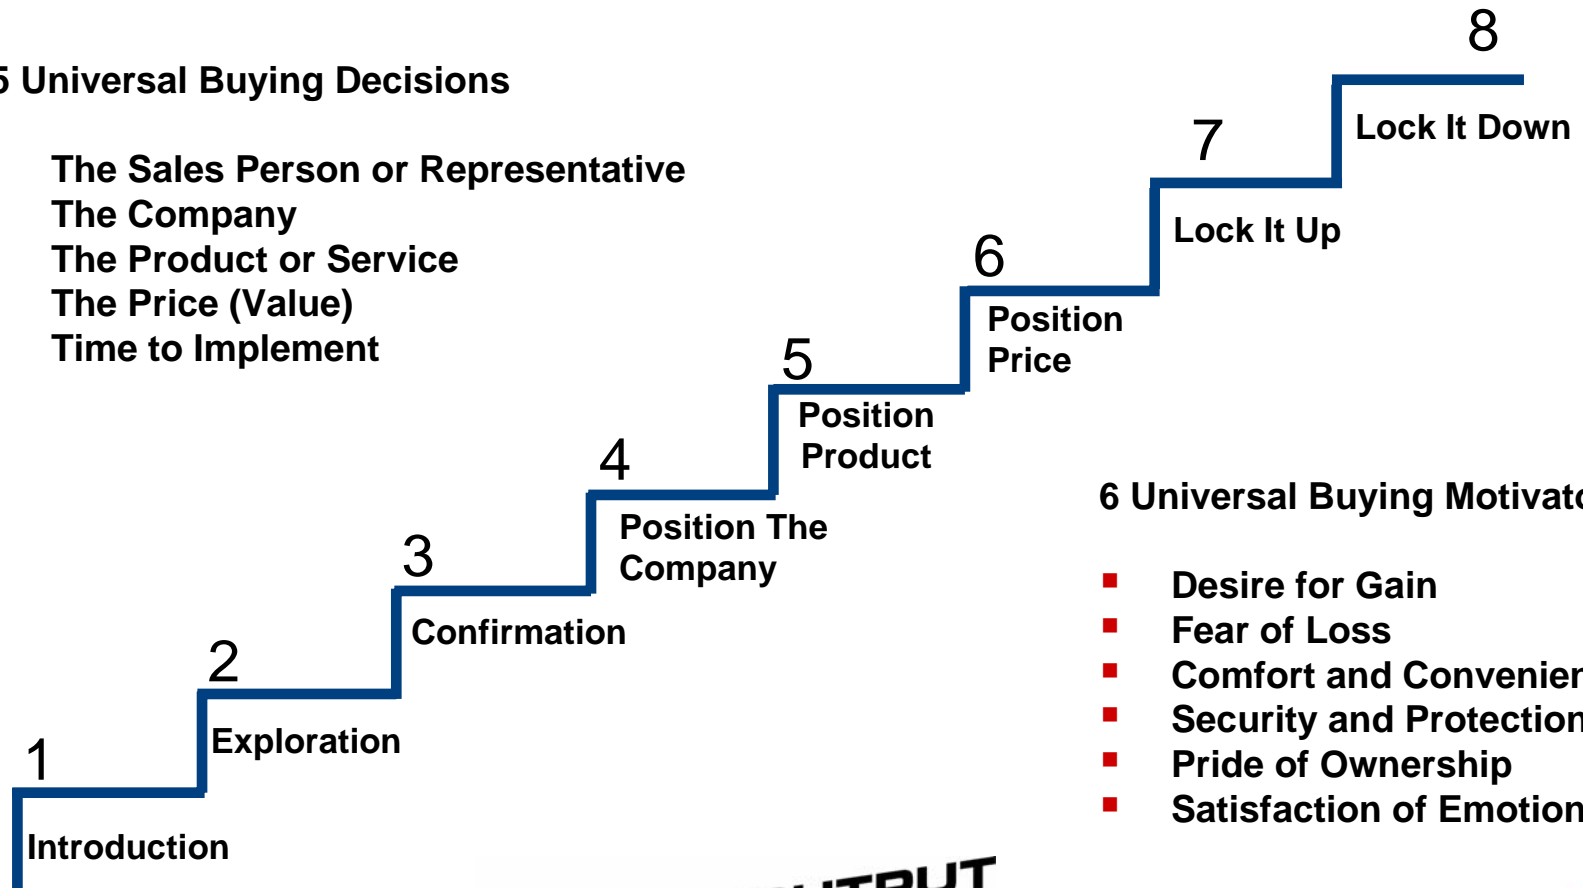 5 Universal Buying Decisions
The Sales Person or Representative
The Company
The Product or Service
The Price (Value)
Time to Implement
8
Lock It Down
7
Lock It Up
6
Position
Price
5
Position
Product
4
Position The
Company
3
Confirmation
2
Exploration
1
Introduction
6 Universal Buying
Desire for Gain
Fear of Loss
Comfort and
Security and Protection
Pride of Ownership
Satisfaction of Emotion